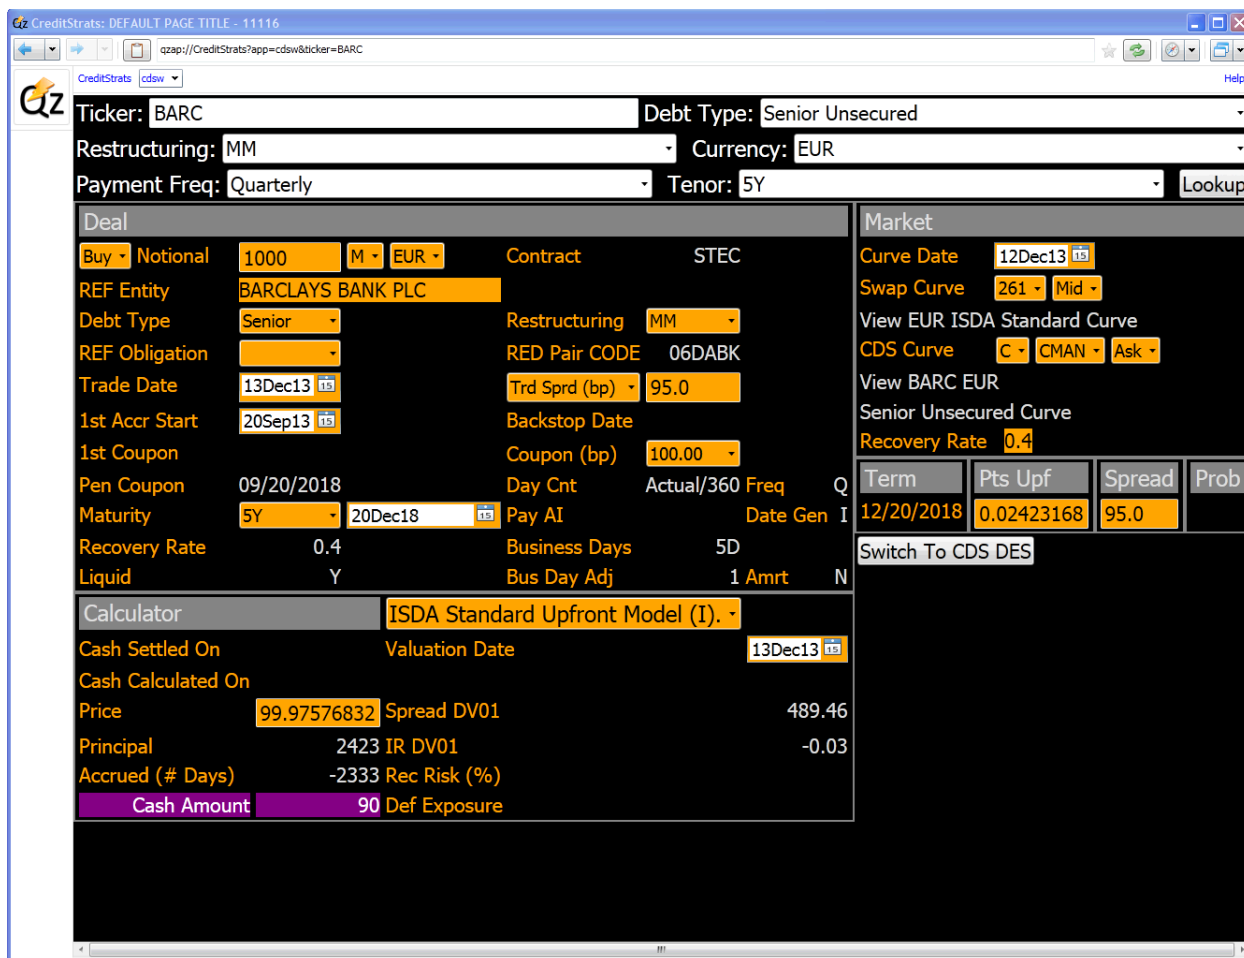 CreditStrats: DEFAULT PAGE TITLE - 11116
qzap://CreditStrats?app=cdsw&ticker=BARC
CreditStrats cdsw Help
Qz
Ticker: BARC Debt Type: Senior Unsecured
Restructuring: MM Currency: EUR
Payment Freq: Quarterly Tenor: 5Y Lookup
Deal
Buy Notional 1000 M EUR Contract STEC
REF Entity BARCLAYS BANK PLC
Debt Type Senior Restructuring MM
REF Obligation RED Pair CODE 06DABK
Trade Date 13Dec13 15 Trd Sprd (bp) 95.0
1st Accr Start 20Sep13 15 Backstop Date
1st Coupon Coupon (bp) 100.00
Pen Coupon 09/20/2018 Day Cnt Actual/360 Freq Q
Maturity 5Y 20Dec18 15 Pay AI Date Gen I
Recovery Rate 0.4 Business Days 5D
Liquid Y Bus Day Adj 1 Amrt N
Market
Curve Date 12Dec13 15
Swap Curve 261 Mid
View EUR ISDA Standard Curve
CDS Curve C CMAN Ask
View BARC EUR
Senior Unsecured Curve
Recovery Rate 0.4
Term Pts Upf Spread Prob
12/20/2018 0.02423168 95.0
Switch To CDS DES
Calculator ISDA Standard Upfront Model (I).
Cash Settled On Valuation Date 13Dec13 15
Cash Calculated On
Price 99.97576832 Spread DV01 489.46
Principal 2423 IR DV01 -0.03
Accrued (# Days) -2333 Rec Risk (%)
Cash Amount 90 Def Exposure